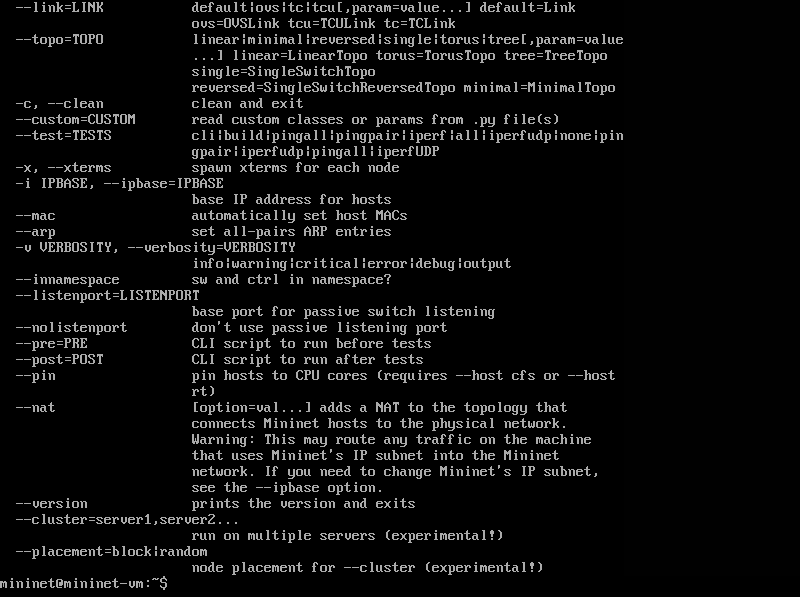 --link=LINK           default|ovs|tc|tcu[,param=value...] default=Link
                      ovs=OVSLink tcu=TCULink tc=TCLink
--topo=TOPO           linear|minimal|reversed|single|torus|tree[,param=value
                      ...] linear=LinearTopo torus=TorusTopo tree=TreeTopo
                      single=SingleSwitchTopo
                      reversed=SingleSwitchReversedTopo minimal=MinimalTopo
-c, --clean           clean and exit
--custom=CUSTOM       read custom classes or params from .py file(s)
--test=TESTS          cli|build|pingall|pingpair|iperf|all|iperfudp|none|pin
                      gpair|iperfudp|pingall|iperfUDP
-x, --xterms          spawn xterms for each node
-i IPBASE, --ipbase=IPBASE
                      base IP address for hosts
--mac                 automatically set host MACs
--arp                 set all-pairs ARP entries
-v VERBOSITY, --verbosity=VERBOSITY
                      info|warning|critical|error|debug|output
--innamespace         sw and ctrl in namespace?
--listenport=LISTENPORT
                      base port for passive switch listening
--nolistenport        don't use passive listening port
--pre=PRE             CLI script to run before tests
--post=POST           CLI script to run after tests
--pin                 pin hosts to CPU cores (requires --host cfs or --host
                      rt)
--nat                 [option=val...] adds a NAT to the topology that
                      connects Mininet hosts to the physical network.
                      Warning: This may route any traffic on the machine
                      that uses Mininet's IP subnet into the Mininet
                      network. If you need to change Mininet's IP subnet,
                      see the --ipbase option.
--version             prints the version and exits
--cluster=server1,server2...
                      run on multiple servers (experimental!)
--placement=block|random
                      node placement for --cluster (experimental!)
mininet@mininet-vm:~$